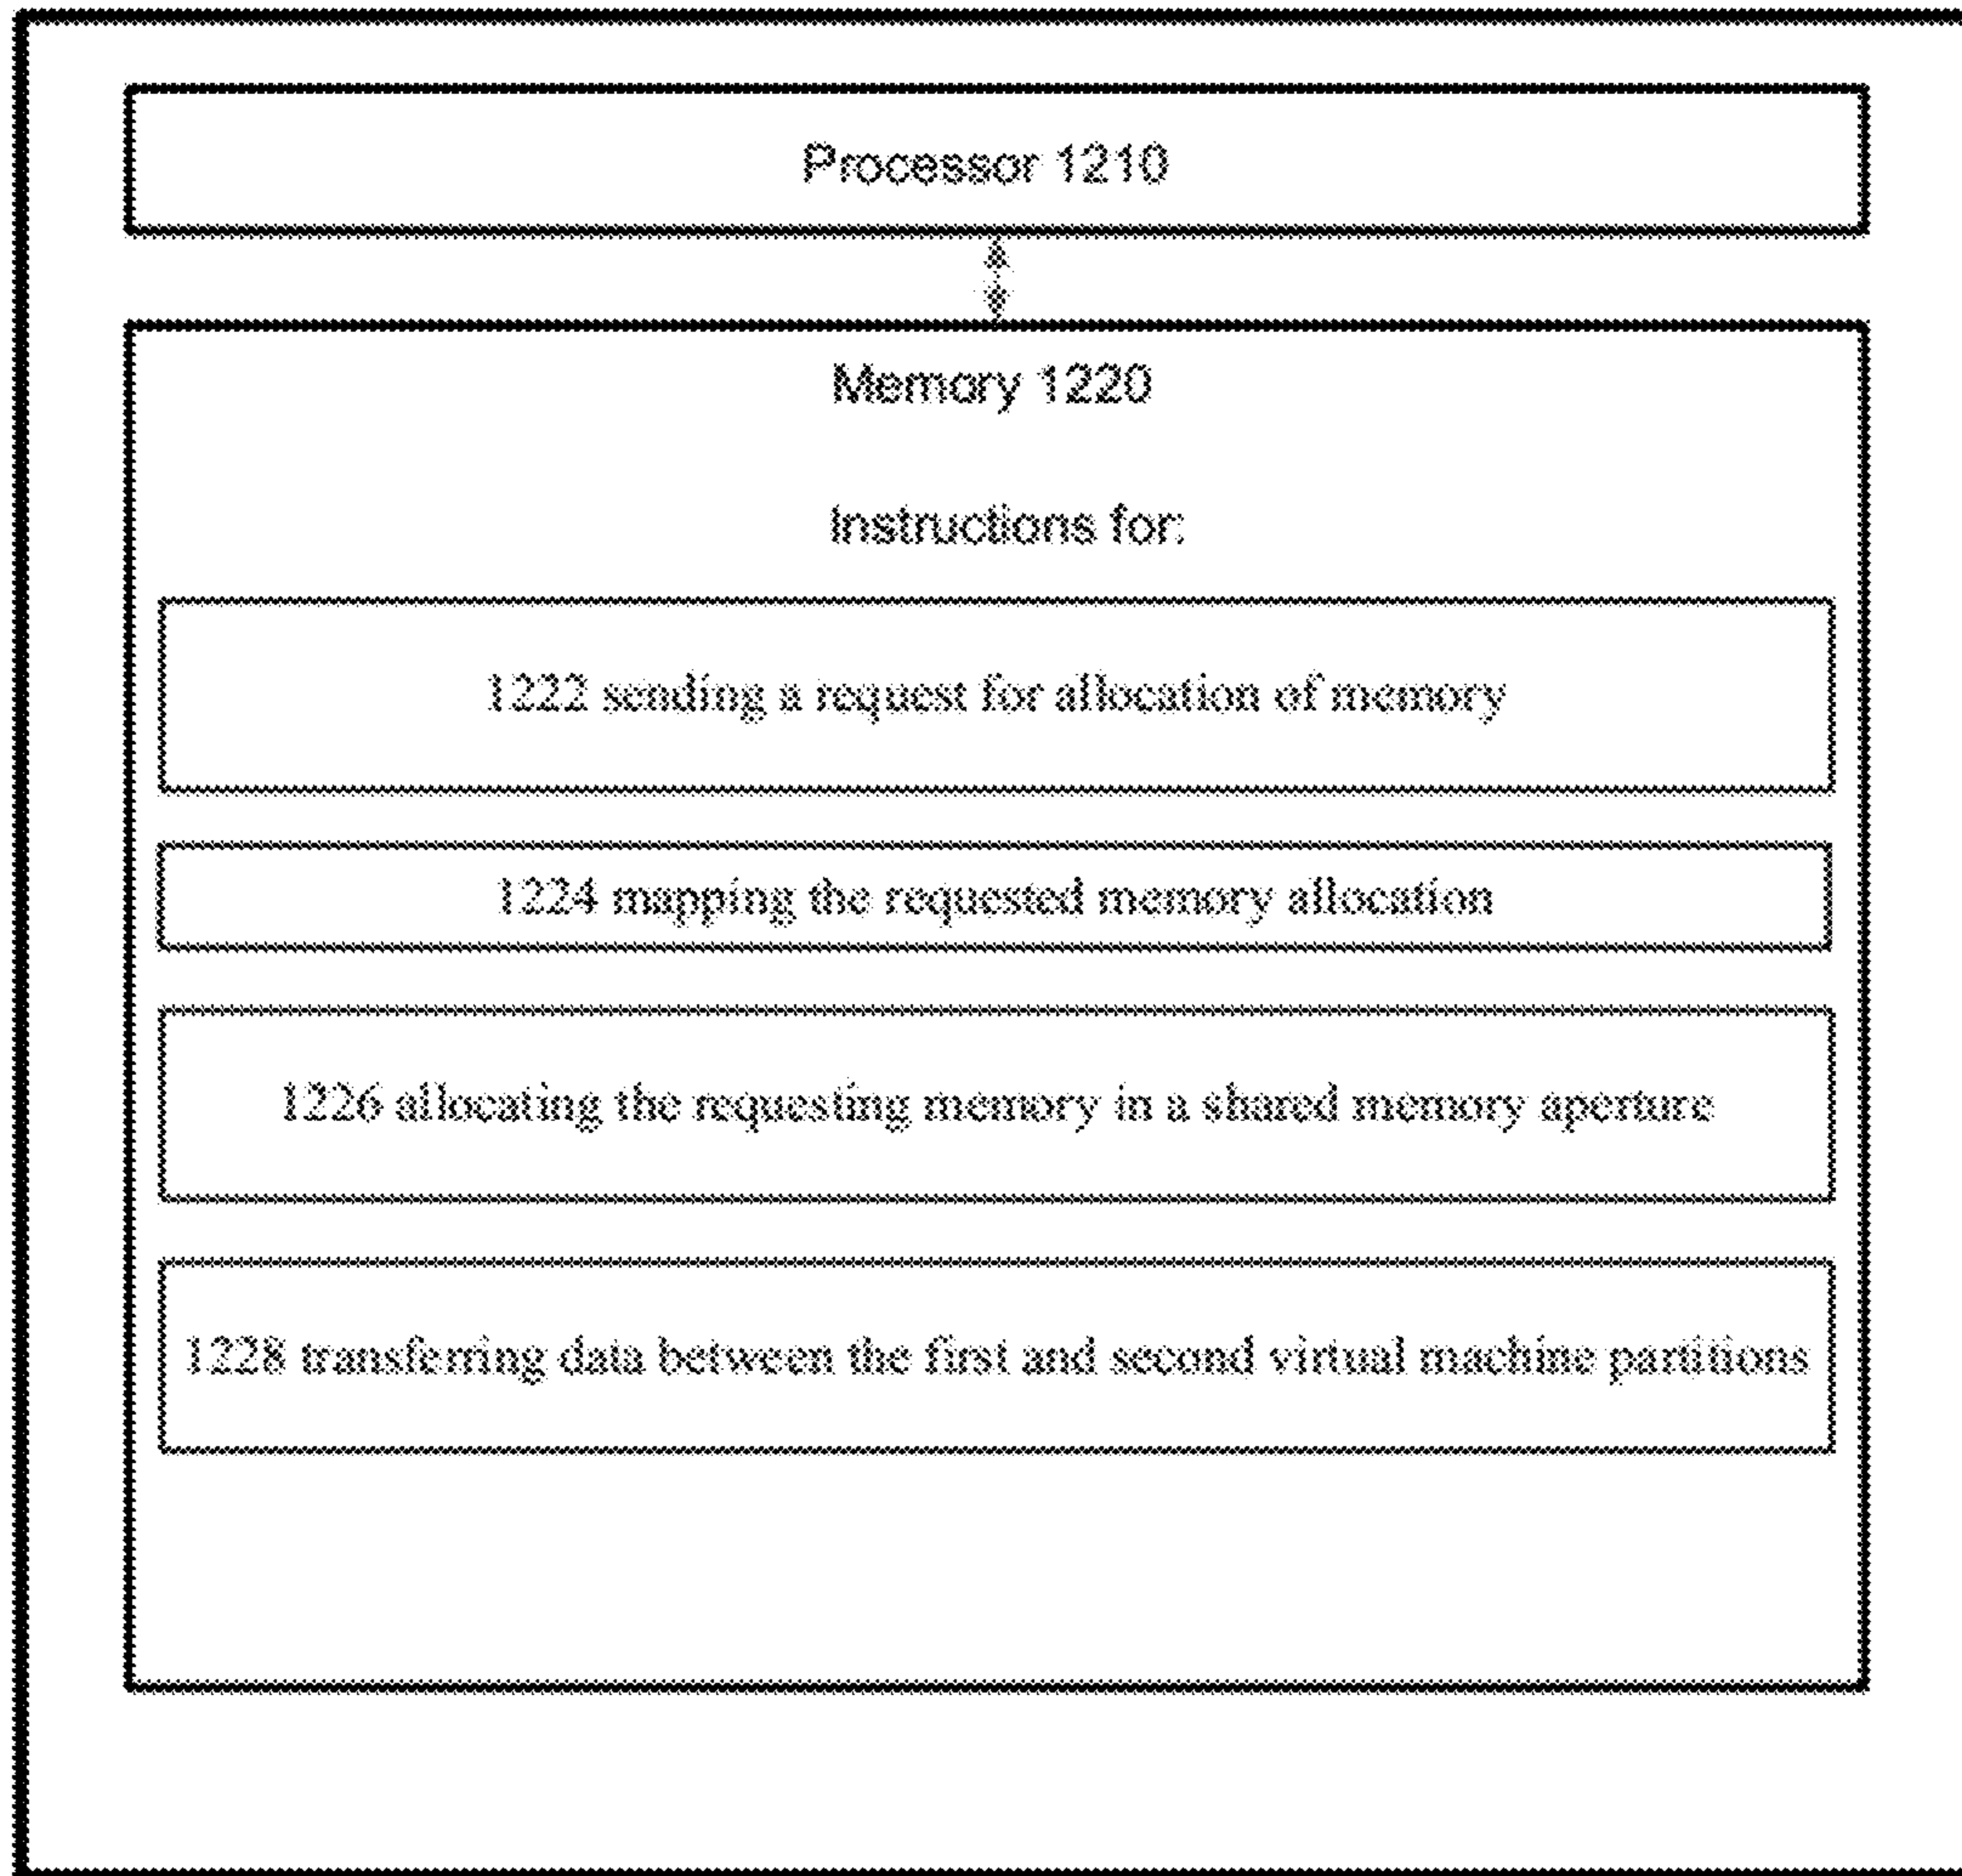 Processor 1210
Memory 1220
Instructions for:
1222 sending a request for allocation of memory
1224 mapping the requested memory allocation
1226 allocating the requesting memory in a shared memory aperture
1228 transferring data between the first and second virtual machine partitions